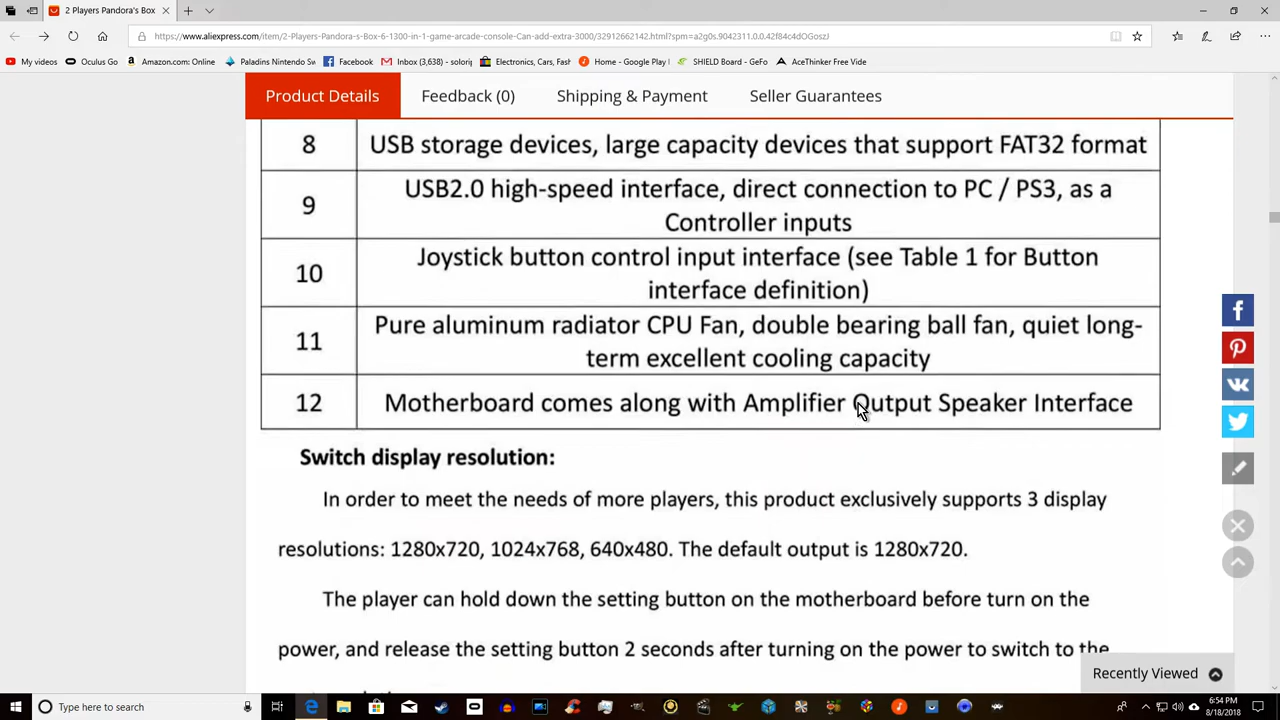 2 Players Pandora's Box
https://www.aliexpress.com/item/2-Players-Pandora-s-Box-6-1300-in-1-game-arcade-console-Can-add-extra-3000/32912662142.html?spm=a2g0s.9042311.0.0.42f84c4dOGoszJ
My videos Oculus Go Amazon.com: Online Paladins Nintendo Sw Facebook Inbox (3,638) - solorig Electronics, Cars, Fash Home - Google Play SHIELD Board - GeFo AceThinker Free Vide
Product Details Feedback (0) Shipping & Payment Seller Guarantees
8 USB storage devices, large capacity devices that support FAT32 format
9 USB2.0 high-speed interface, direct connection to PC / PS3, as a
Controller inputs
10 Joystick button control input interface (see Table 1 for Button
interface definition)
11 Pure aluminum radiator CPU Fan, double bearing ball fan, quiet long-
term excellent cooling capacity
12 Motherboard comes along with Amplifier Output Speaker Interface
Switch display resolution:
In order to meet the needs of more players, this product exclusively supports 3 display
resolutions: 1280x720, 1024x768, 640x480. The default output is 1280x720.
The player can hold down the setting button on the motherboard before turn on the
power, and release the setting button 2 seconds after turning on the power to switch to the
Recently Viewed
Type here to search
6:54 PM
8/18/2018